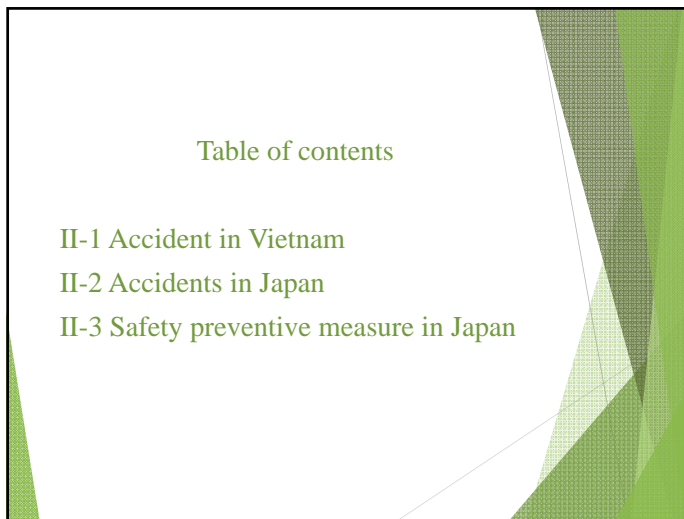 Table of contents
II-1 Accident in Vietnam
II-2 Accidents in Japan
II-3 Safety preventive measure in Japan